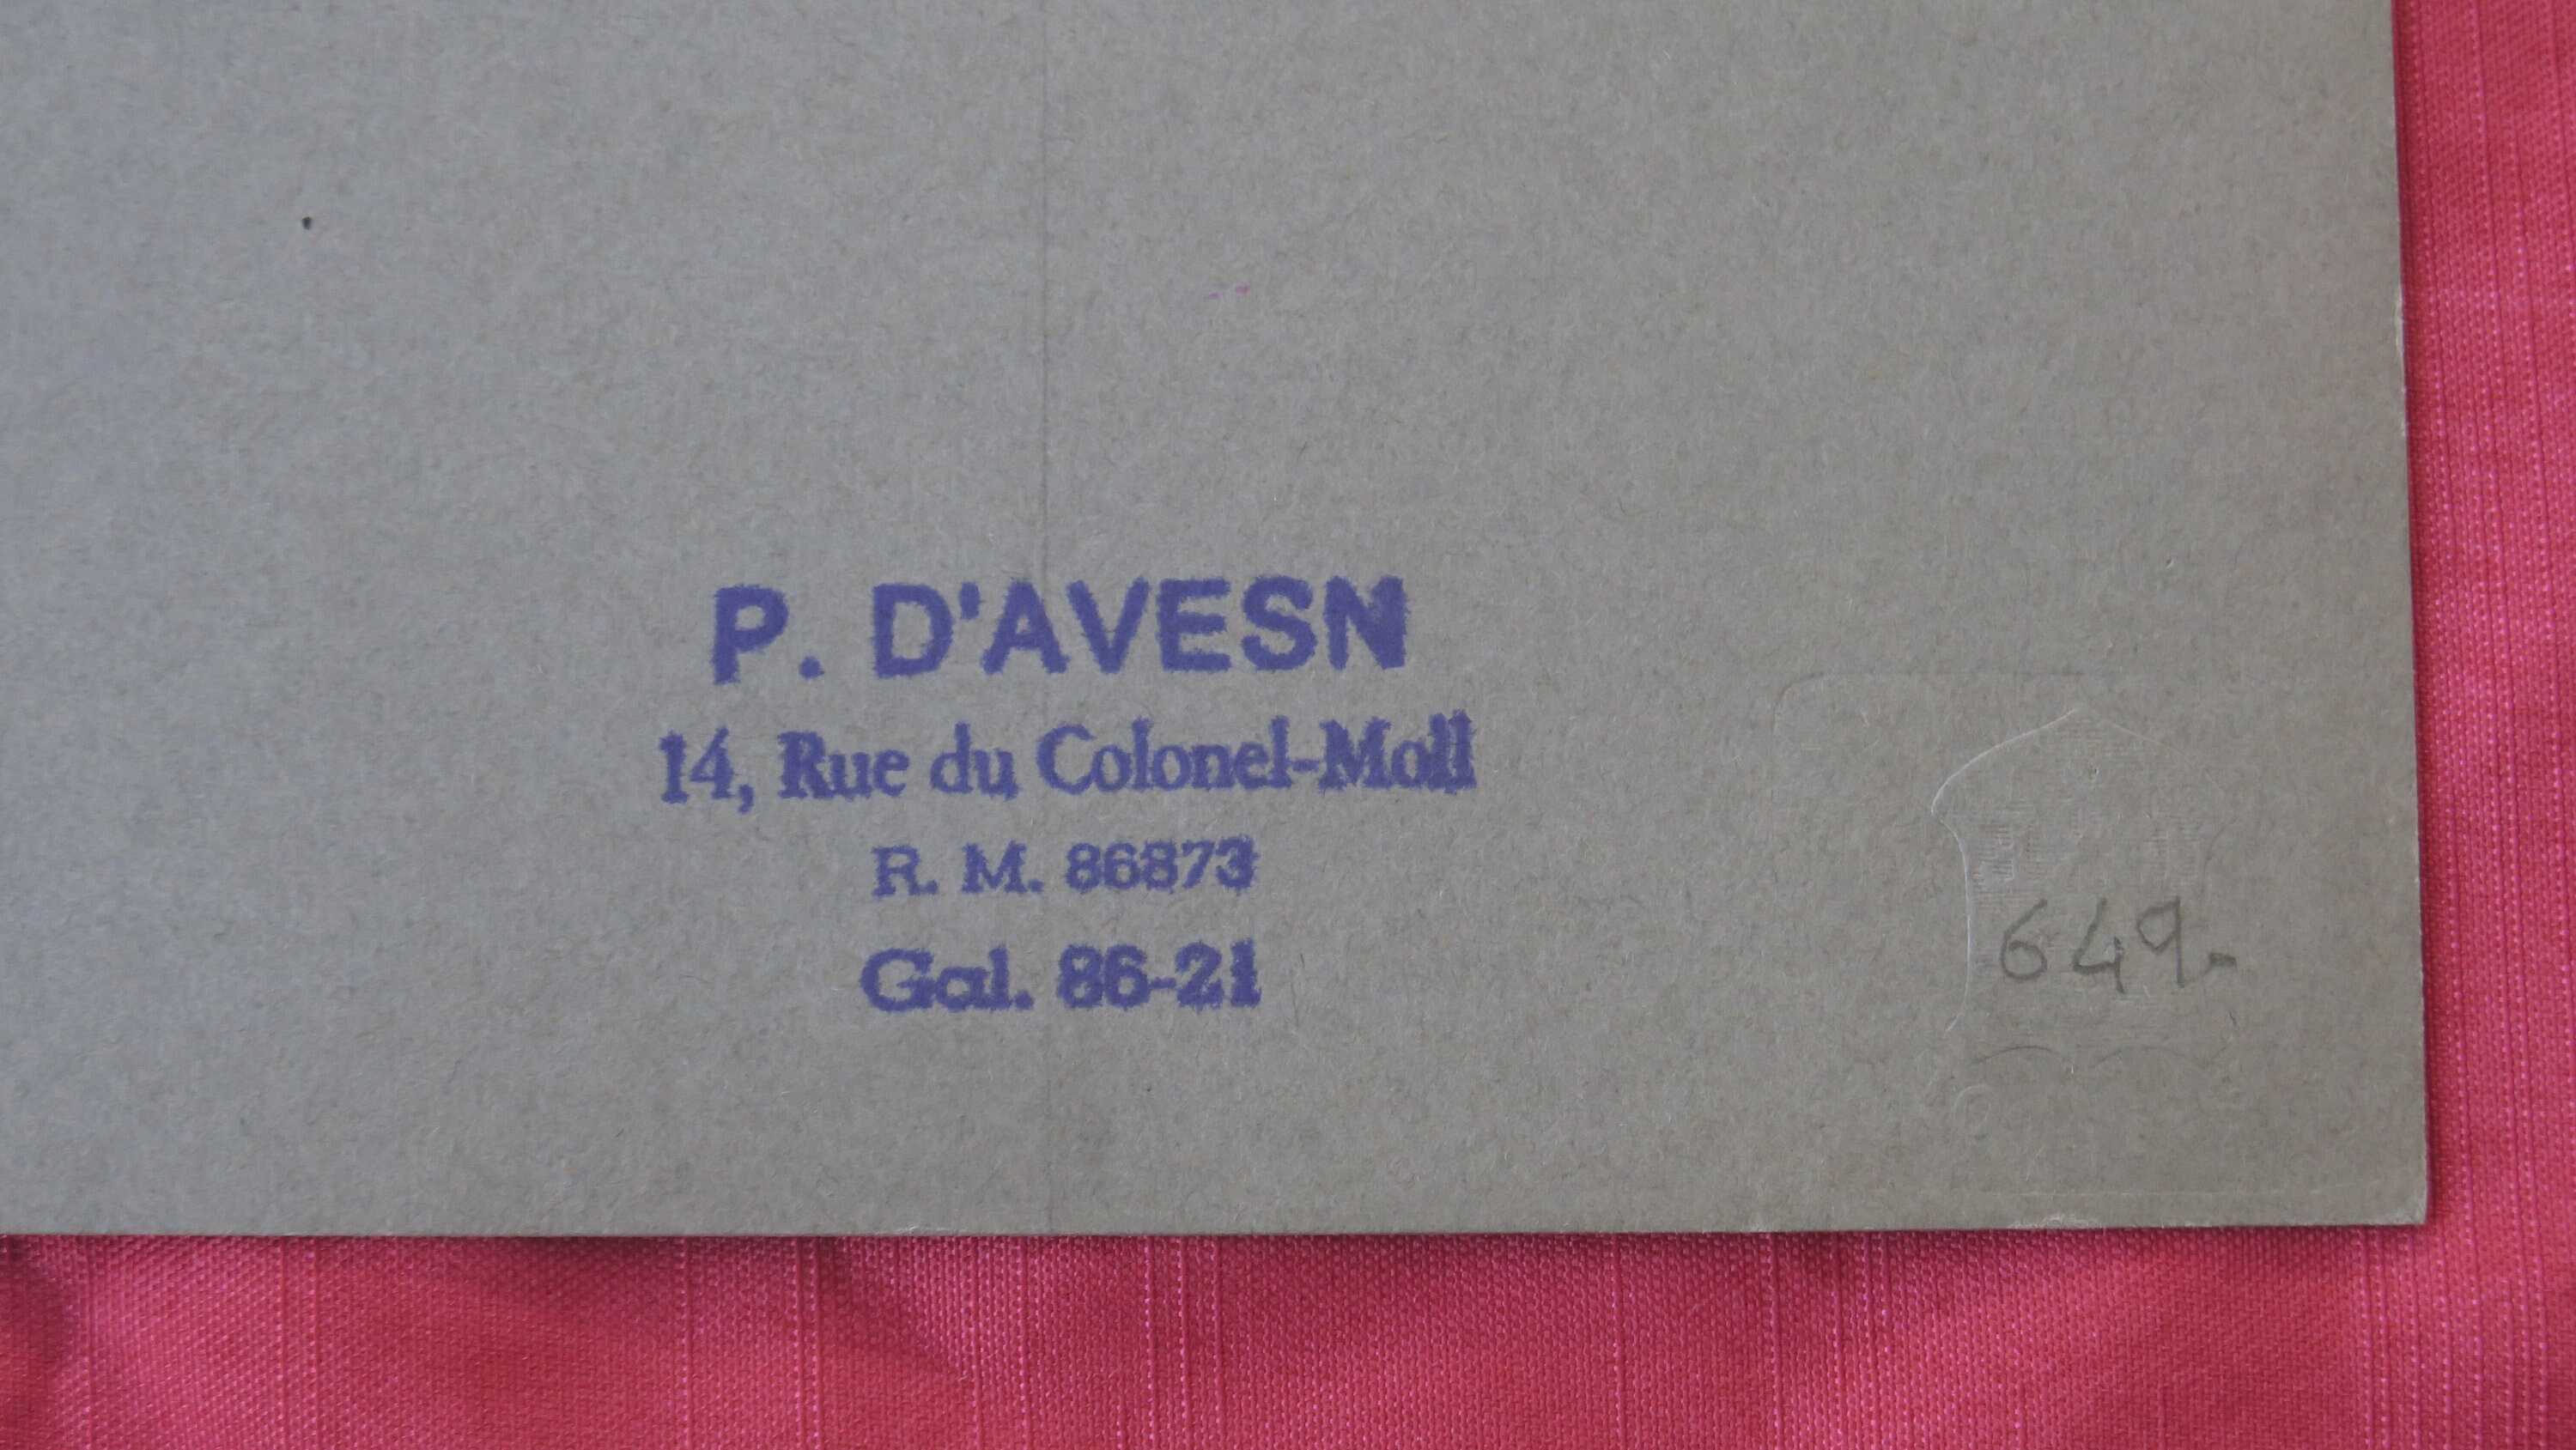 P. D'AVESN
14, Rue du Colonel-Moll
R. M. 86873
Gal. 86-21
649.